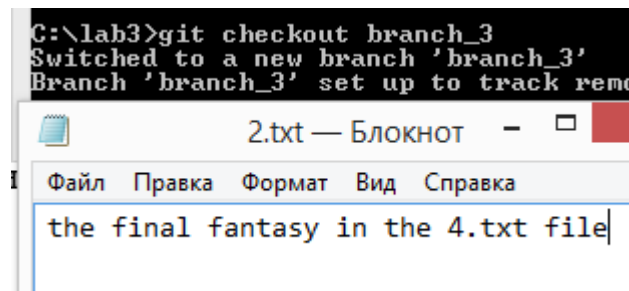 C:\lab3>git checkout branch_3
Switched to a new branch 'branch_3'
Branch 'branch_3' set up to track
2.txt — Блокнот
Файл Правка Формат Вид Справка
the final fantasy in the 4.txt file